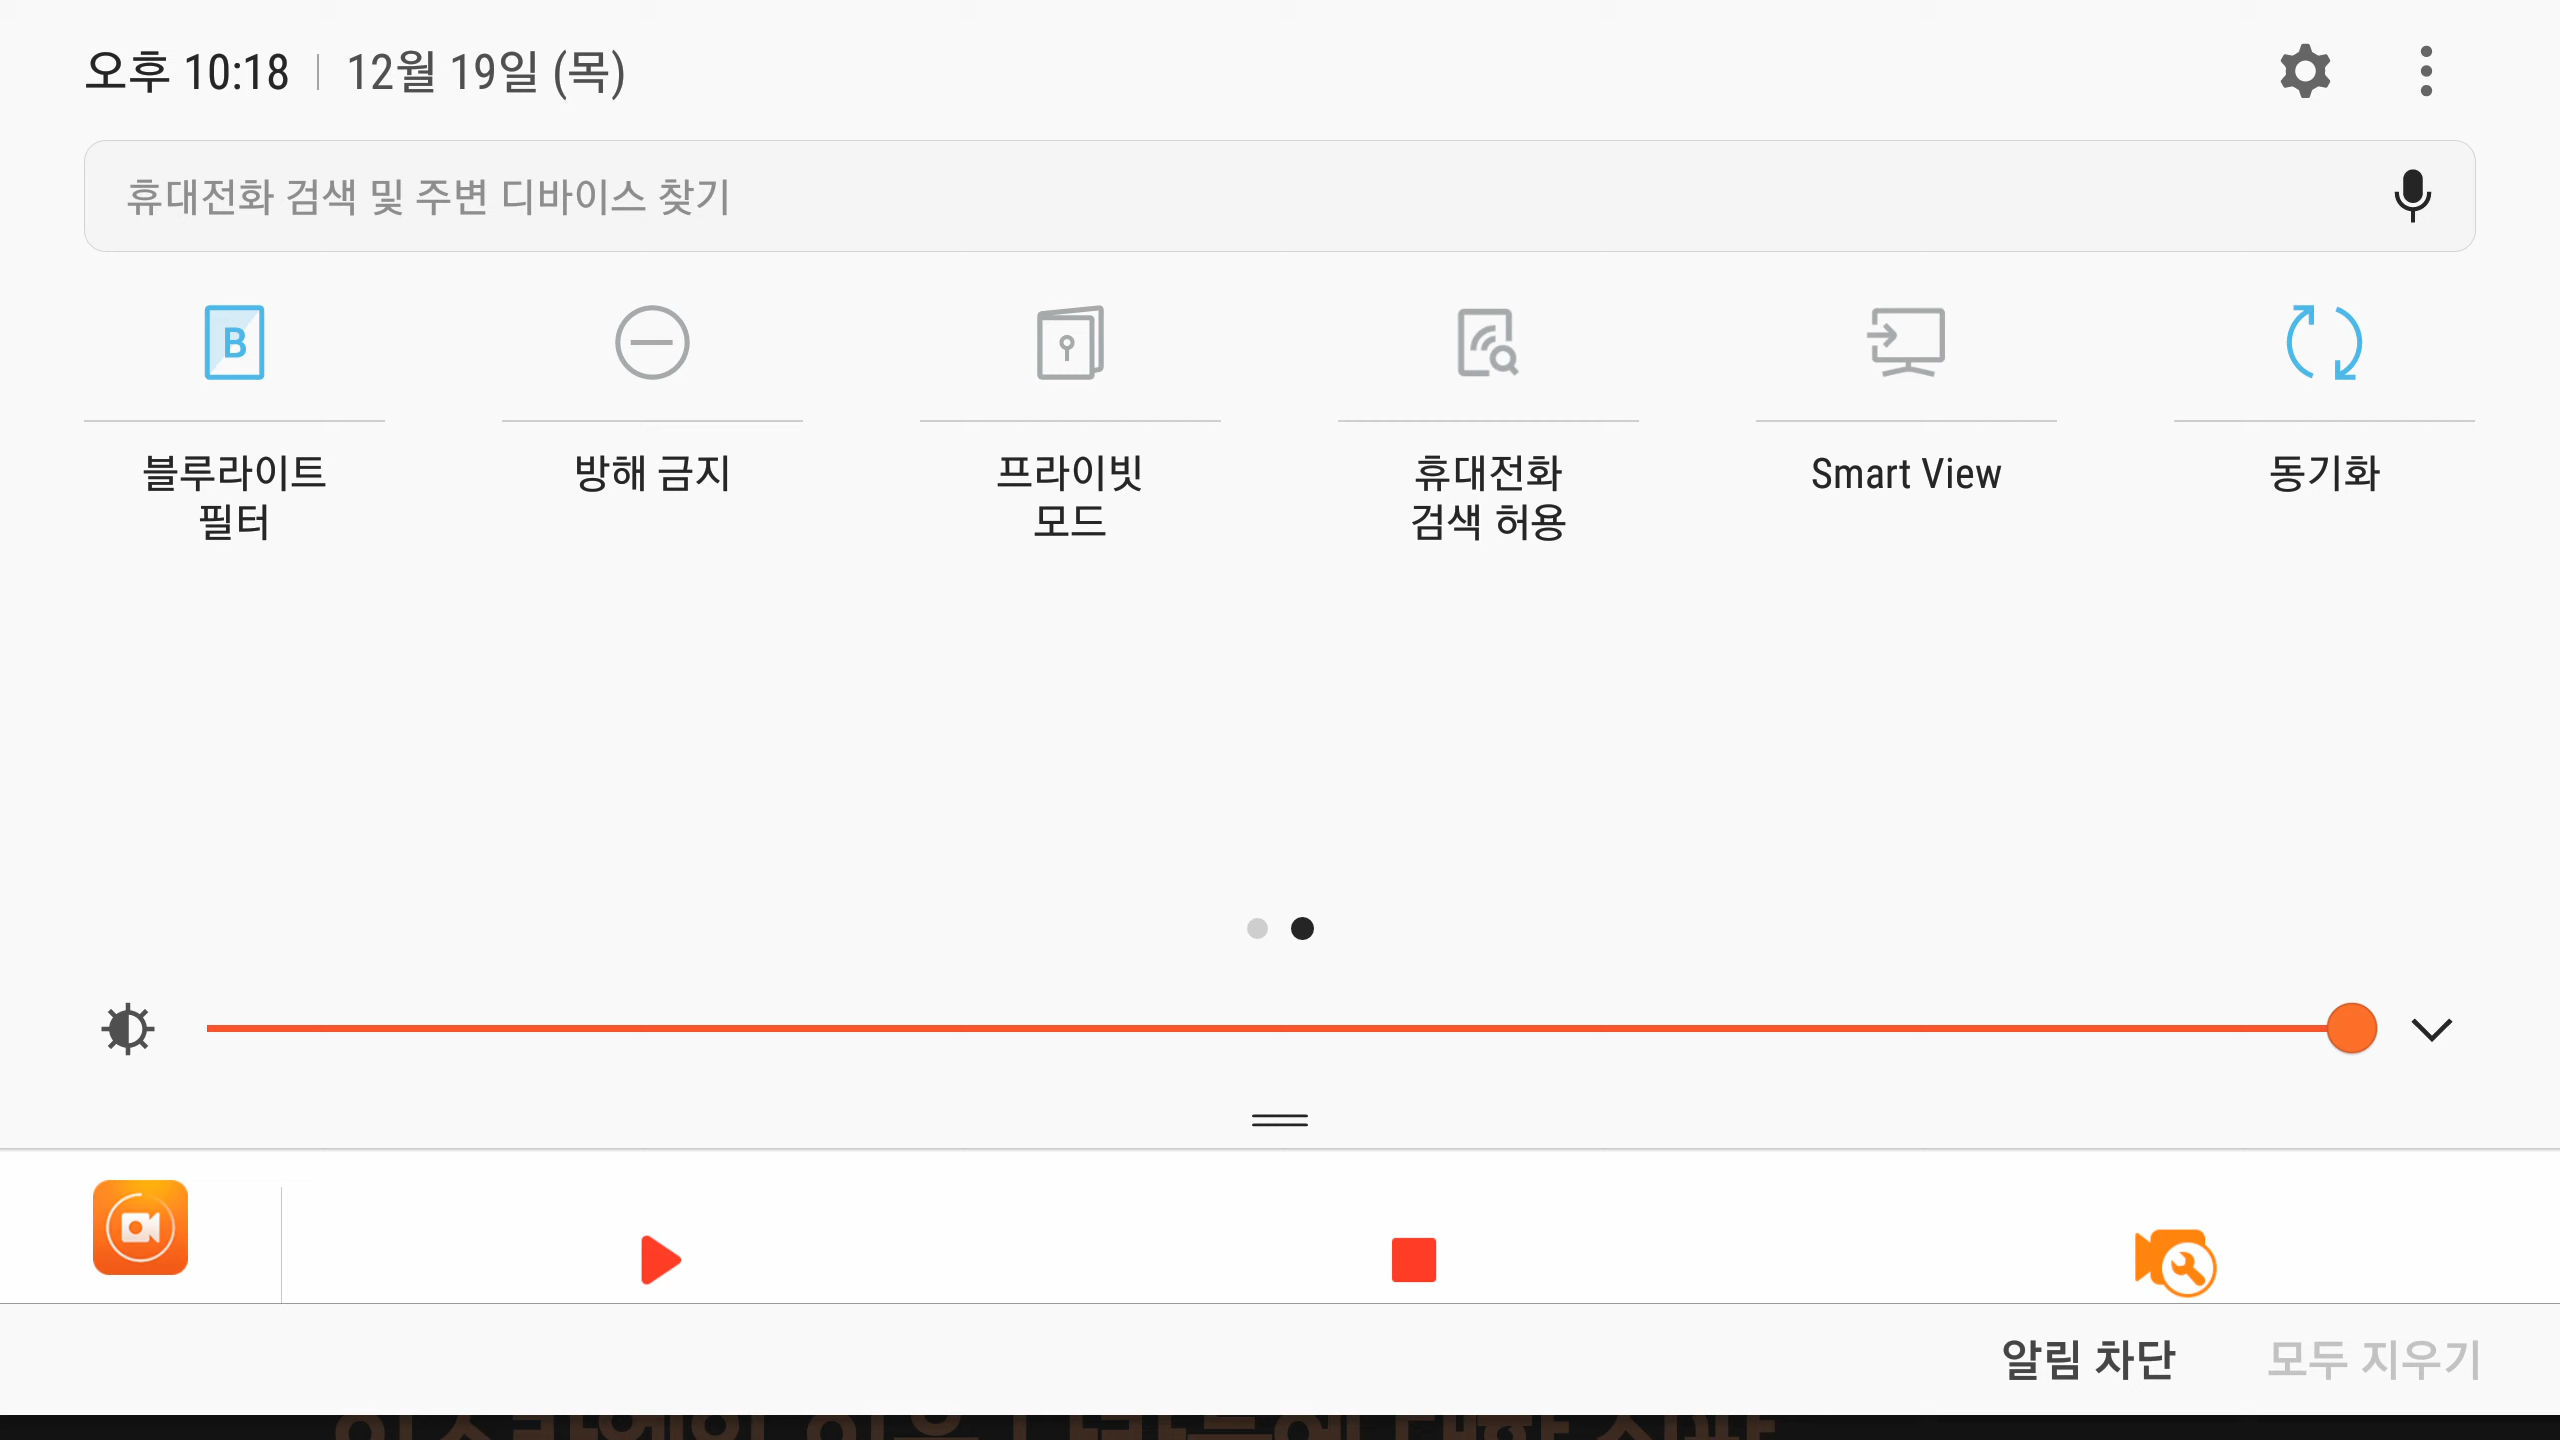 오후 10:18 | 12월 19일 (목)
휴대전화 검색 및 주변 디바이스 찾기
B
블루라이트
필터
방해 금지
프라이빗
모드
휴대전화
검색 허용
Smart View
동기화
알림 차단
모두 지우기